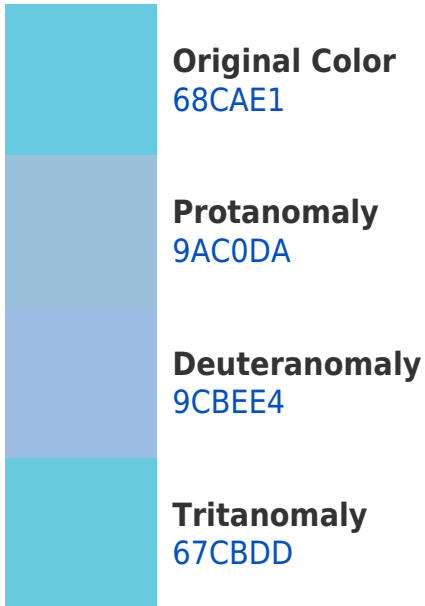 Original Color
68CAE1
Protanomaly
9AC0DA
Deuteranomaly
9CBEE4
Tritanomaly
67CBDD